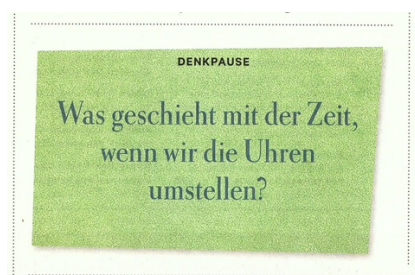 DENKPAUSE
Was geschieht mit der Zeit,
wenn wir die Uhren
umstellen?